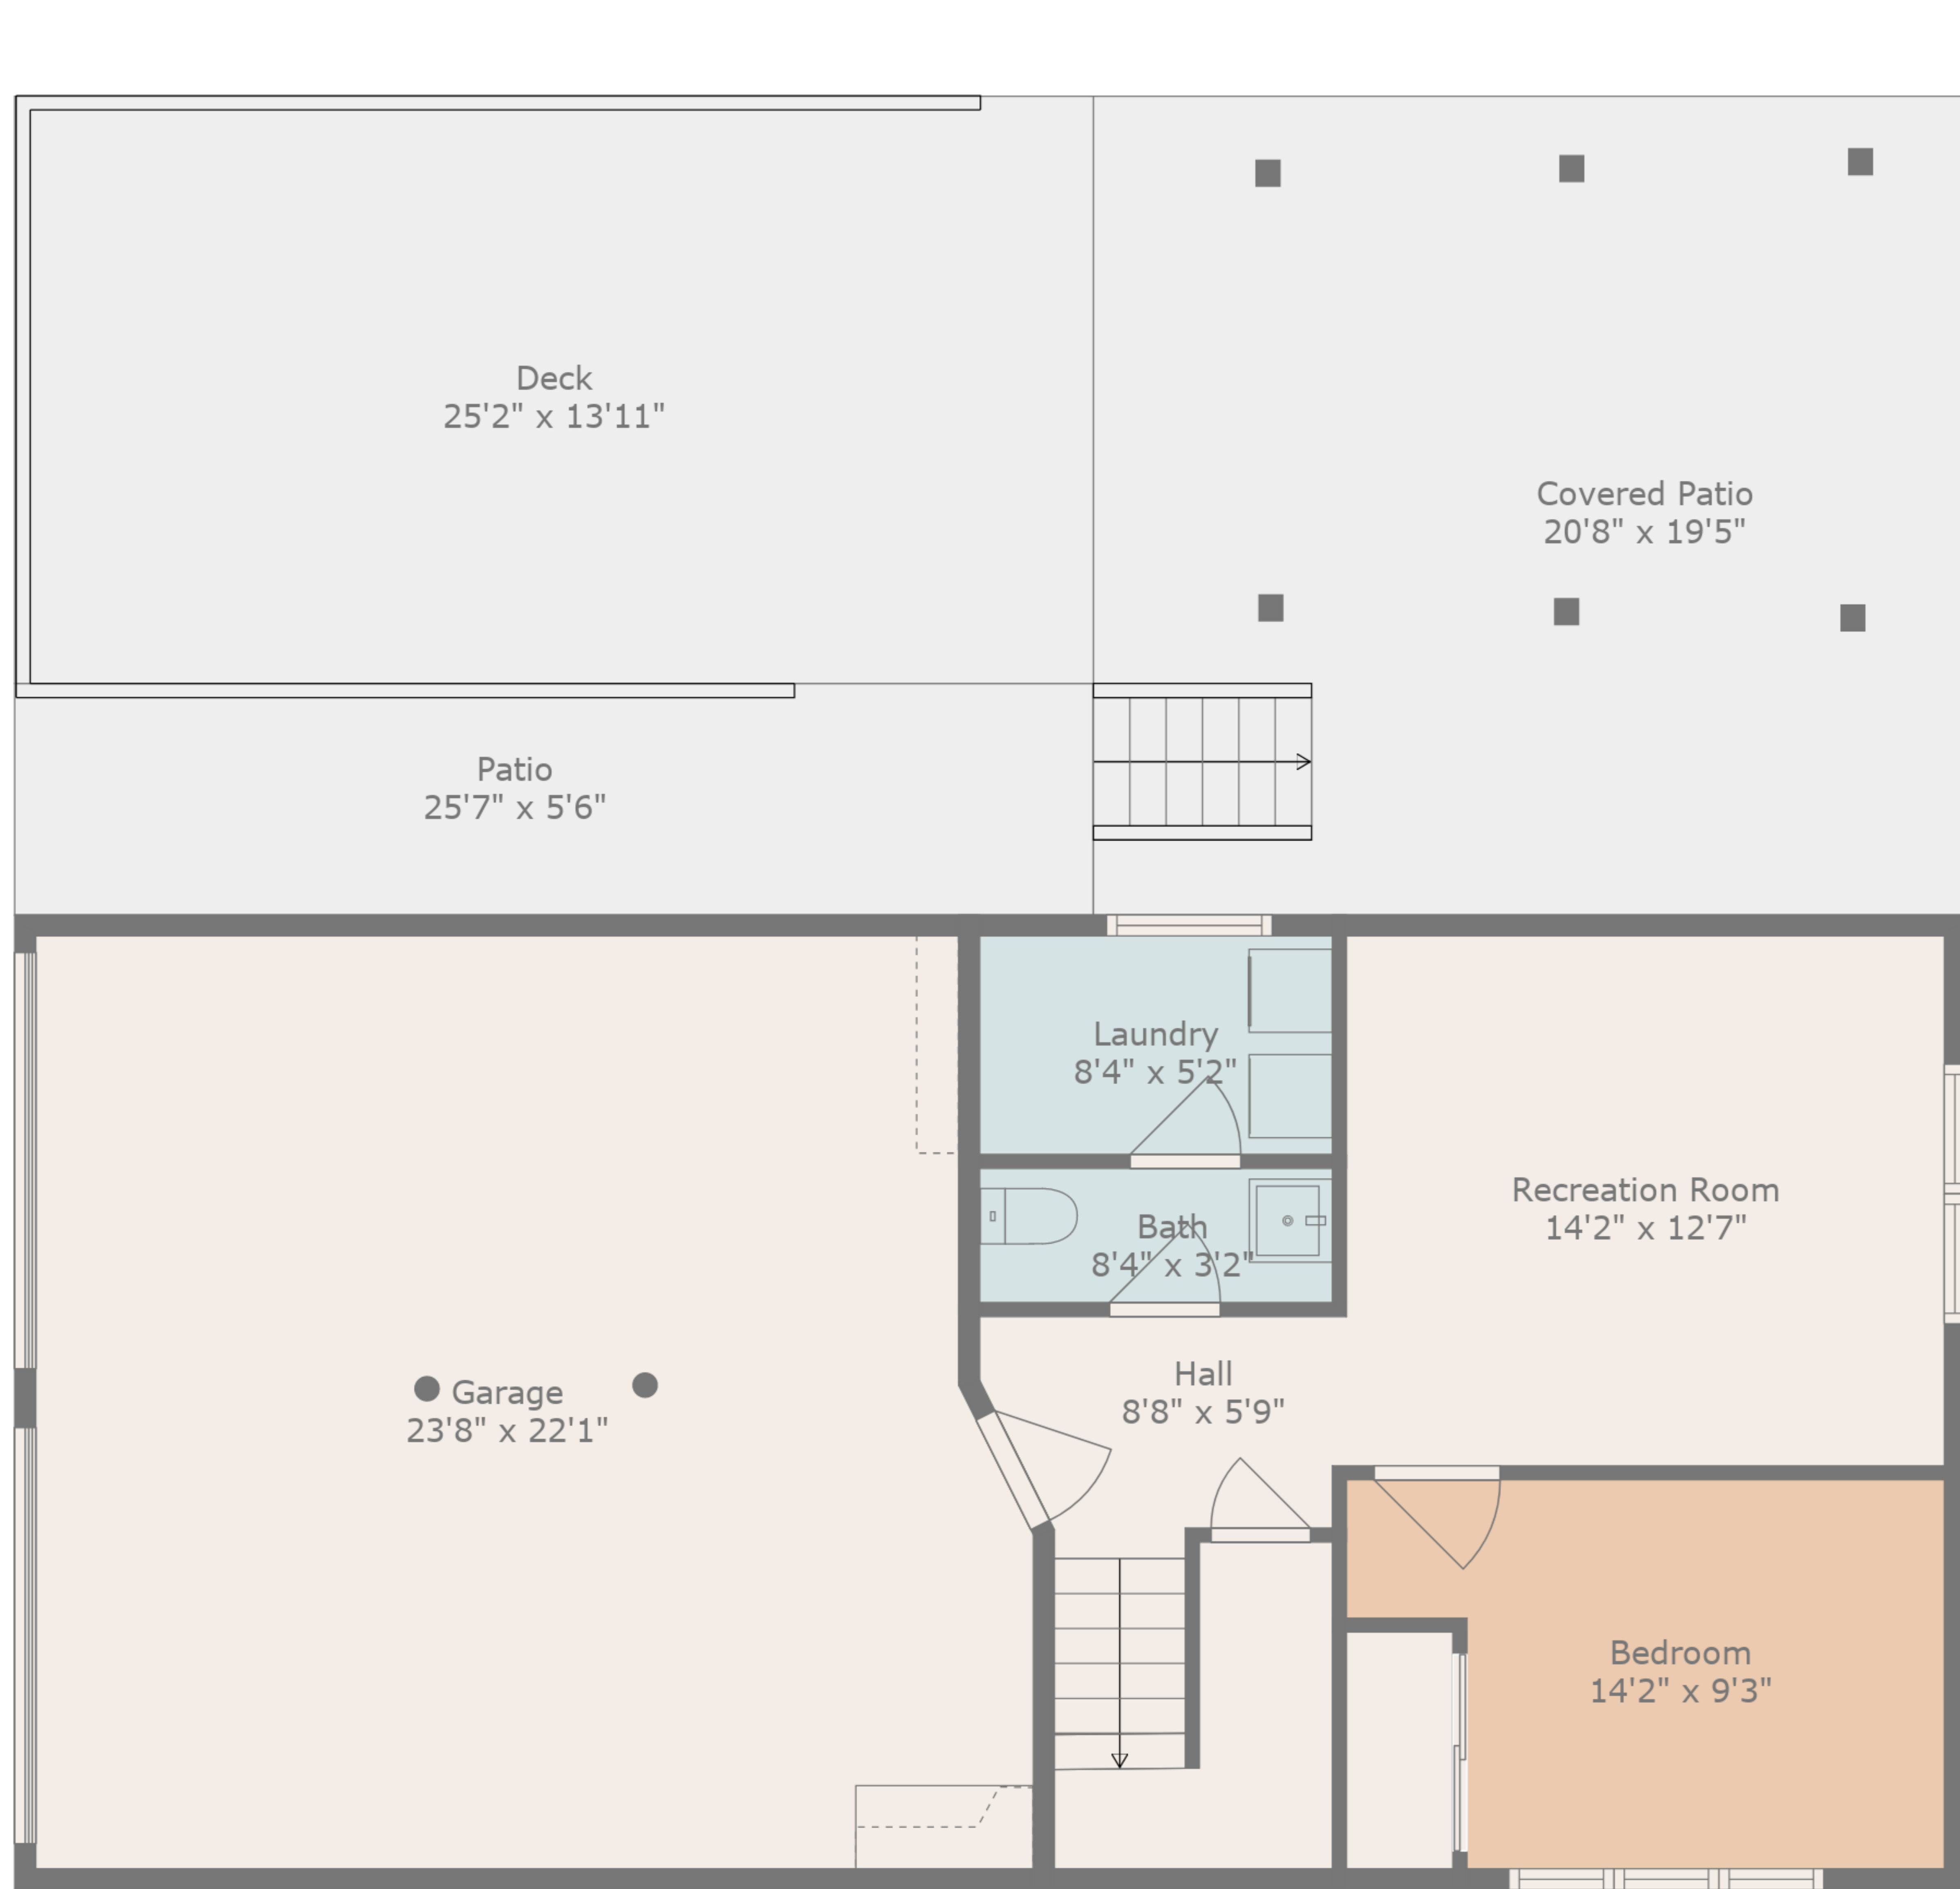 Deck
25'2" x 13'11"
Covered Patio
20'8" x 19'5"
Patio
25'7" x 5'6"
Laundry
8'4" x 5'2"
Recreation Room
14'2" x 12'7"
Bath
8'4" x 3'2"
Hall
8'8" x 5'9"
Garage
23'8" x 22'1"
Bedroom
14'2" x 9'3"